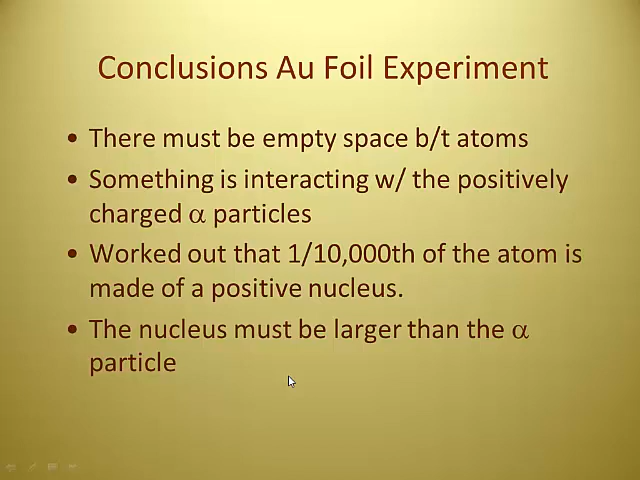 Conclusions Au Foil Experiment
• There must be empty space b/t atoms
• Something is interacting w/ the positively
charged α particles
• Worked out that 1/10,000th of the atom is
made of a positive nucleus.
• The nucleus must be larger than the α
particle